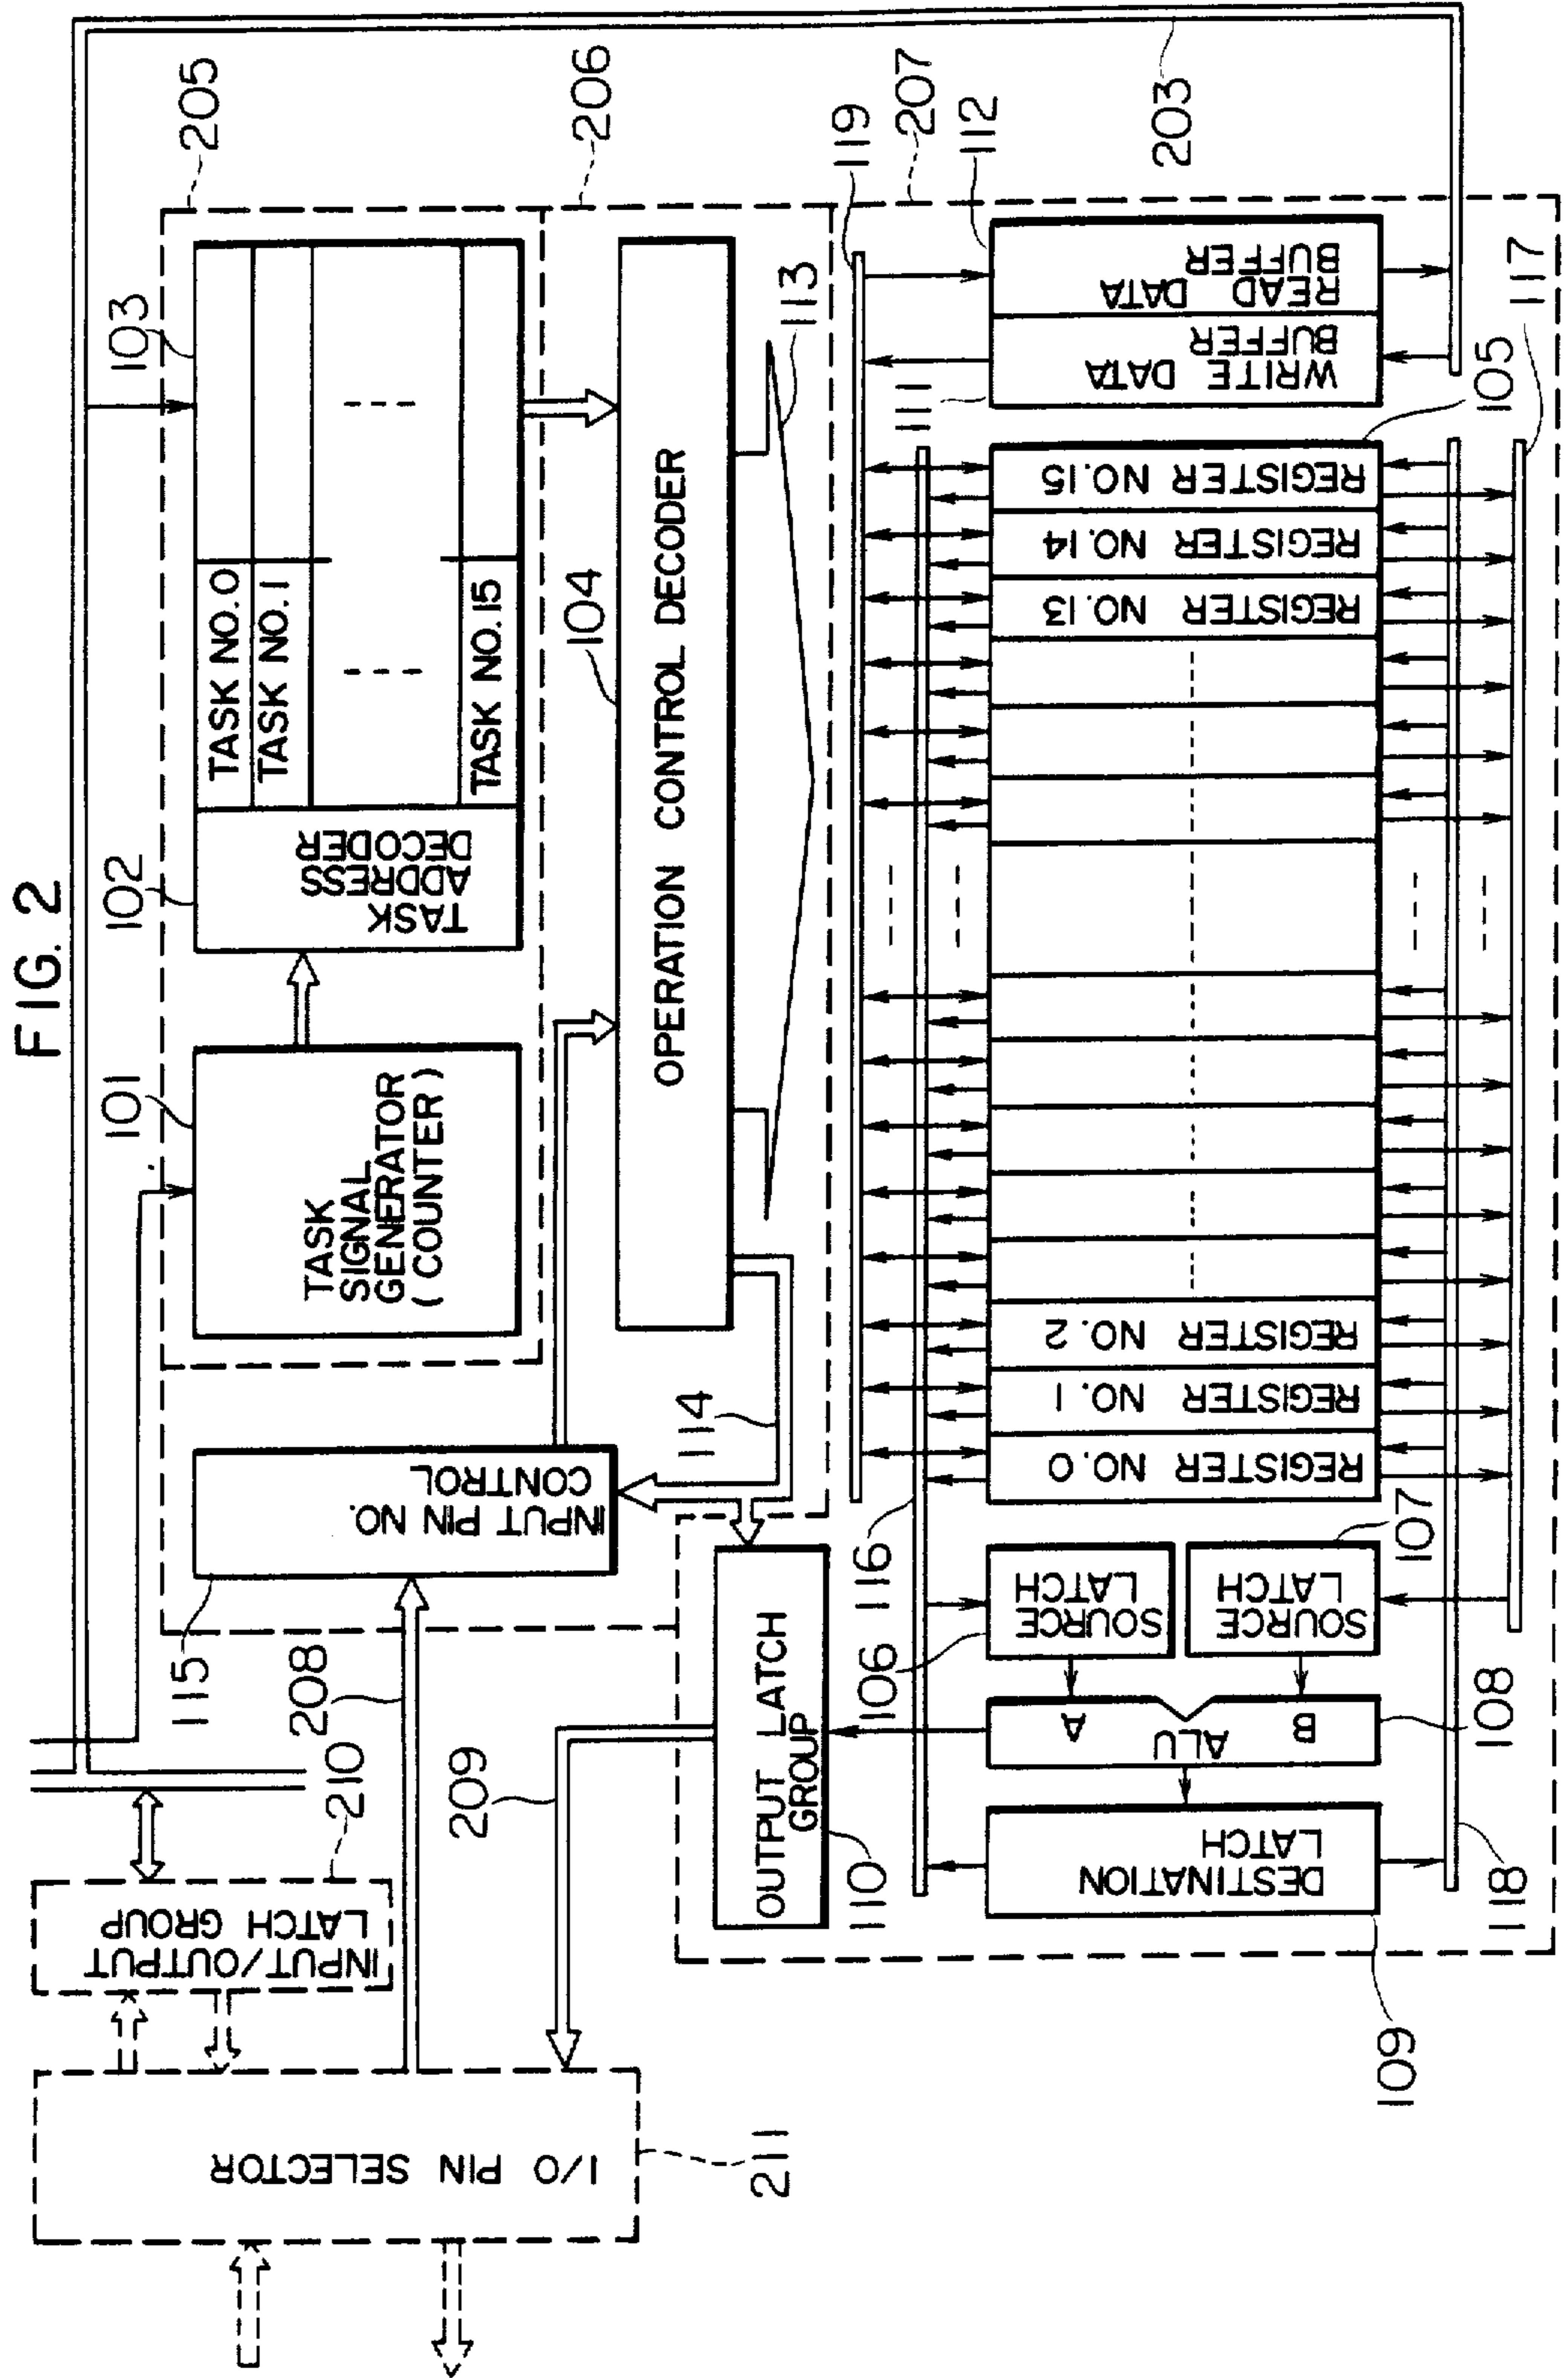 FIG. 2
203
205
206
207
101
TASK
SIGNAL
GENERATOR
(COUNTER)
102
TASK
ADDRESS
DECODER
103
TASK NO. 0
TASK NO. 1
TASK NO. 15
104
OPERATION CONTROL DECODER
113
114
115
INPUT PIN NO.
CONTROL
208
209
210
INPUT/OUTPUT
LATCH GROUP
211
I/O PIN SELECTOR
OUTPUT LATCH
GROUP
110
116
119
111
112
WRITE DATA
BUFFER
READ DATA
BUFFER
105
117
REGISTER NO. 0
REGISTER NO. 1
REGISTER NO. 2
REGISTER NO. 13
REGISTER NO. 14
REGISTER NO. 15
106
SOURCE
LATCH
107
SOURCE
LATCH
A
ALU
B
108
DESTINATION
LATCH
109
118